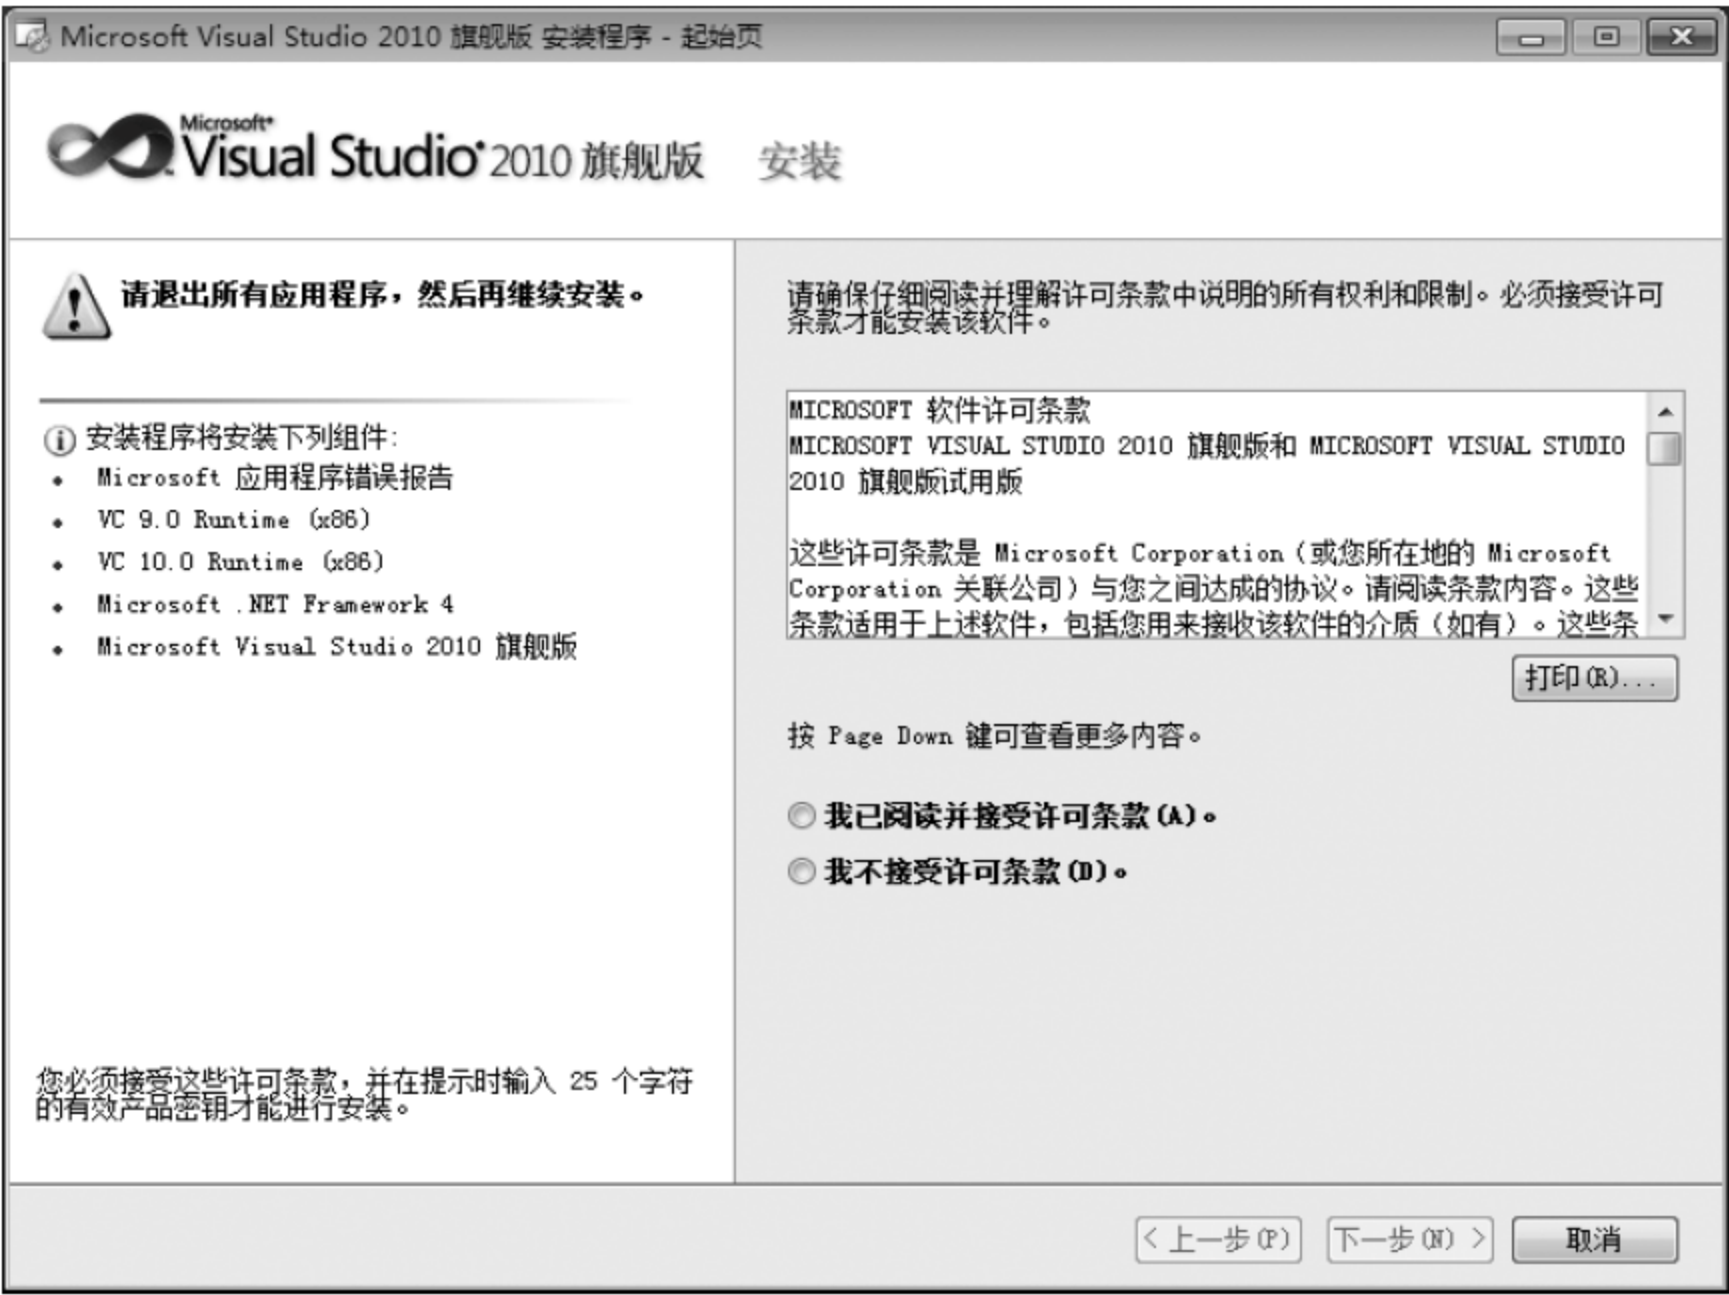 Microsoft Visual Studio 2010 旗舰版 安装程序 - 起始页
Microsoft
Visual Studio 2010 旗舰版 安装
请退出所有应用程序，然后再继续安装。
安装程序将安装下列组件:
Microsoft 应用程序错误报告
VC 9.0 Runtime (x86)
VC 10.0 Runtime (x86)
Microsoft .NET Framework 4
Microsoft Visual Studio 2010 旗舰版
您必须接受这些许可条款，并在提示时输入 25 个字符
的有效产品密钥才能进行安装。
请确保仔细阅读并理解许可条款中说明的所有权利和限制。必须接受许可
条款才能安装该软件。
MICROSOFT 软件许可条款
MICROSOFT VISUAL STUDIO 2010 旗舰版和 MICROSOFT VISUAL STUDIO
2010 旗舰版试用版
这些许可条款是 Microsoft Corporation（或您所在地的 Microsoft
Corporation 关联公司）与您之间达成的协议。请阅读条款内容。这些
条款适用于上述软件，包括您用来接收该软件的介质（如有）。这些条
打印(R)...
按 Page Down 键可查看更多内容。
我已阅读并接受许可条款(A)。
我不接受许可条款(D)。
< 上一步(P)
下一步(N) >
取消